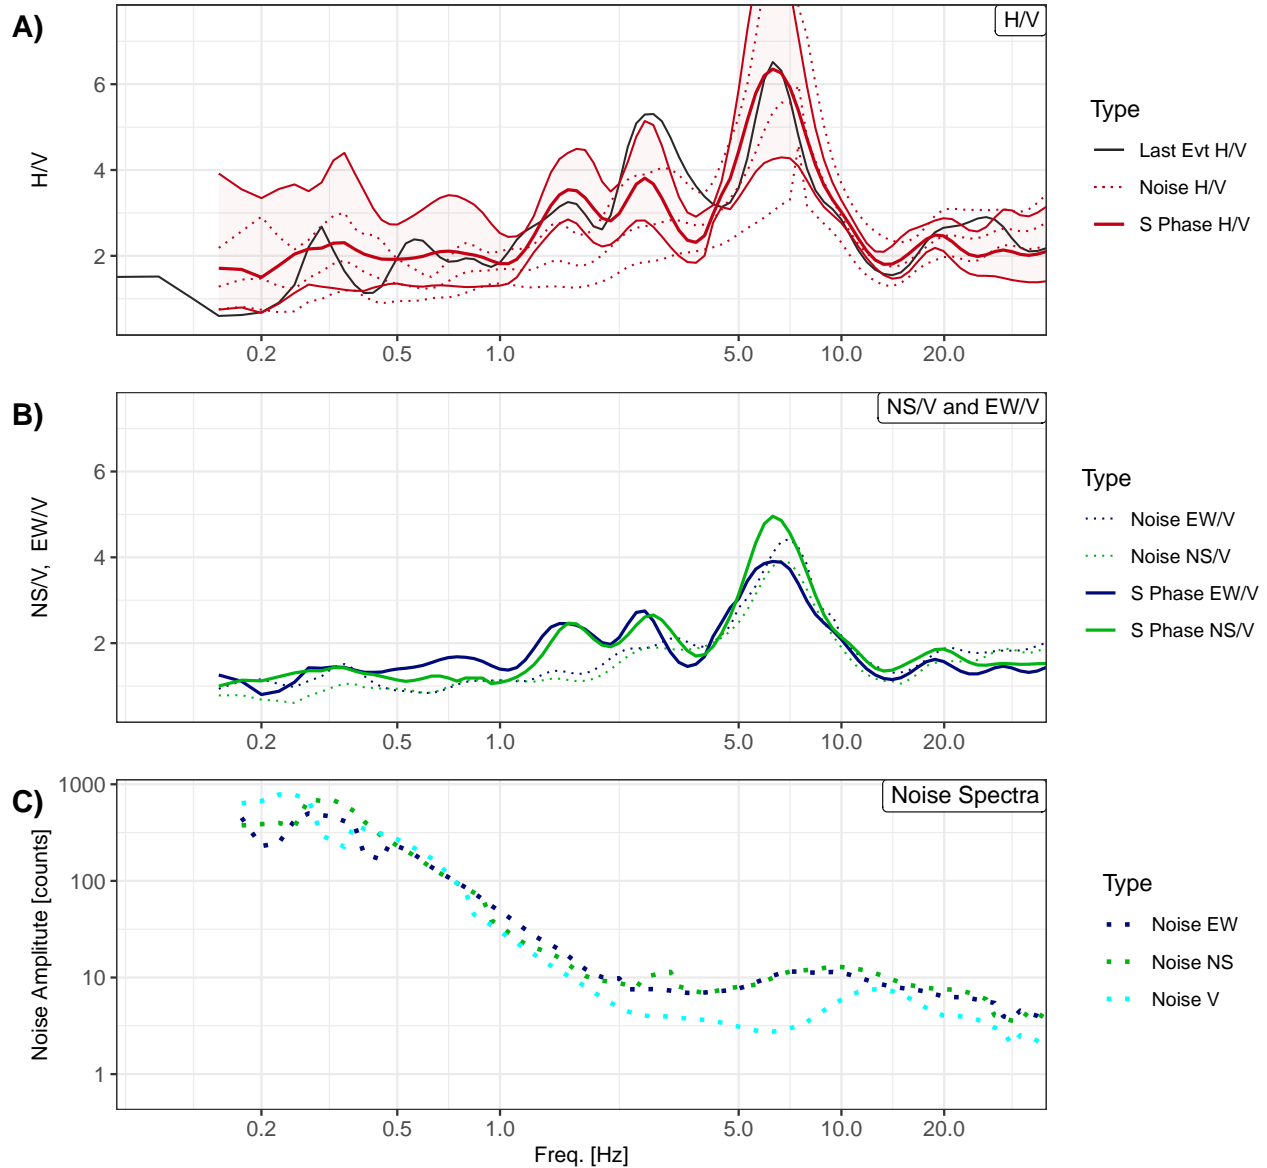 A)
H/V
6
4
2
H/V
0.2 0.5 1.0 5.0 10.0 20.0
Type
Last Evt H/V
Noise H/V
S Phase H/V
B)
NS/V and EW/V
6
4
2
NS/V, EW/V
0.2 0.5 1.0 5.0 10.0 20.0
Type
Noise EW/V
Noise NS/V
S Phase EW/V
S Phase NS/V
C)
Noise Spectra
1000
100
10
1
Noise Amplitute [counts]
0.2 0.5 1.0 5.0 10.0 20.0
Freq. [Hz]
Type
Noise EW
Noise NS
Noise V